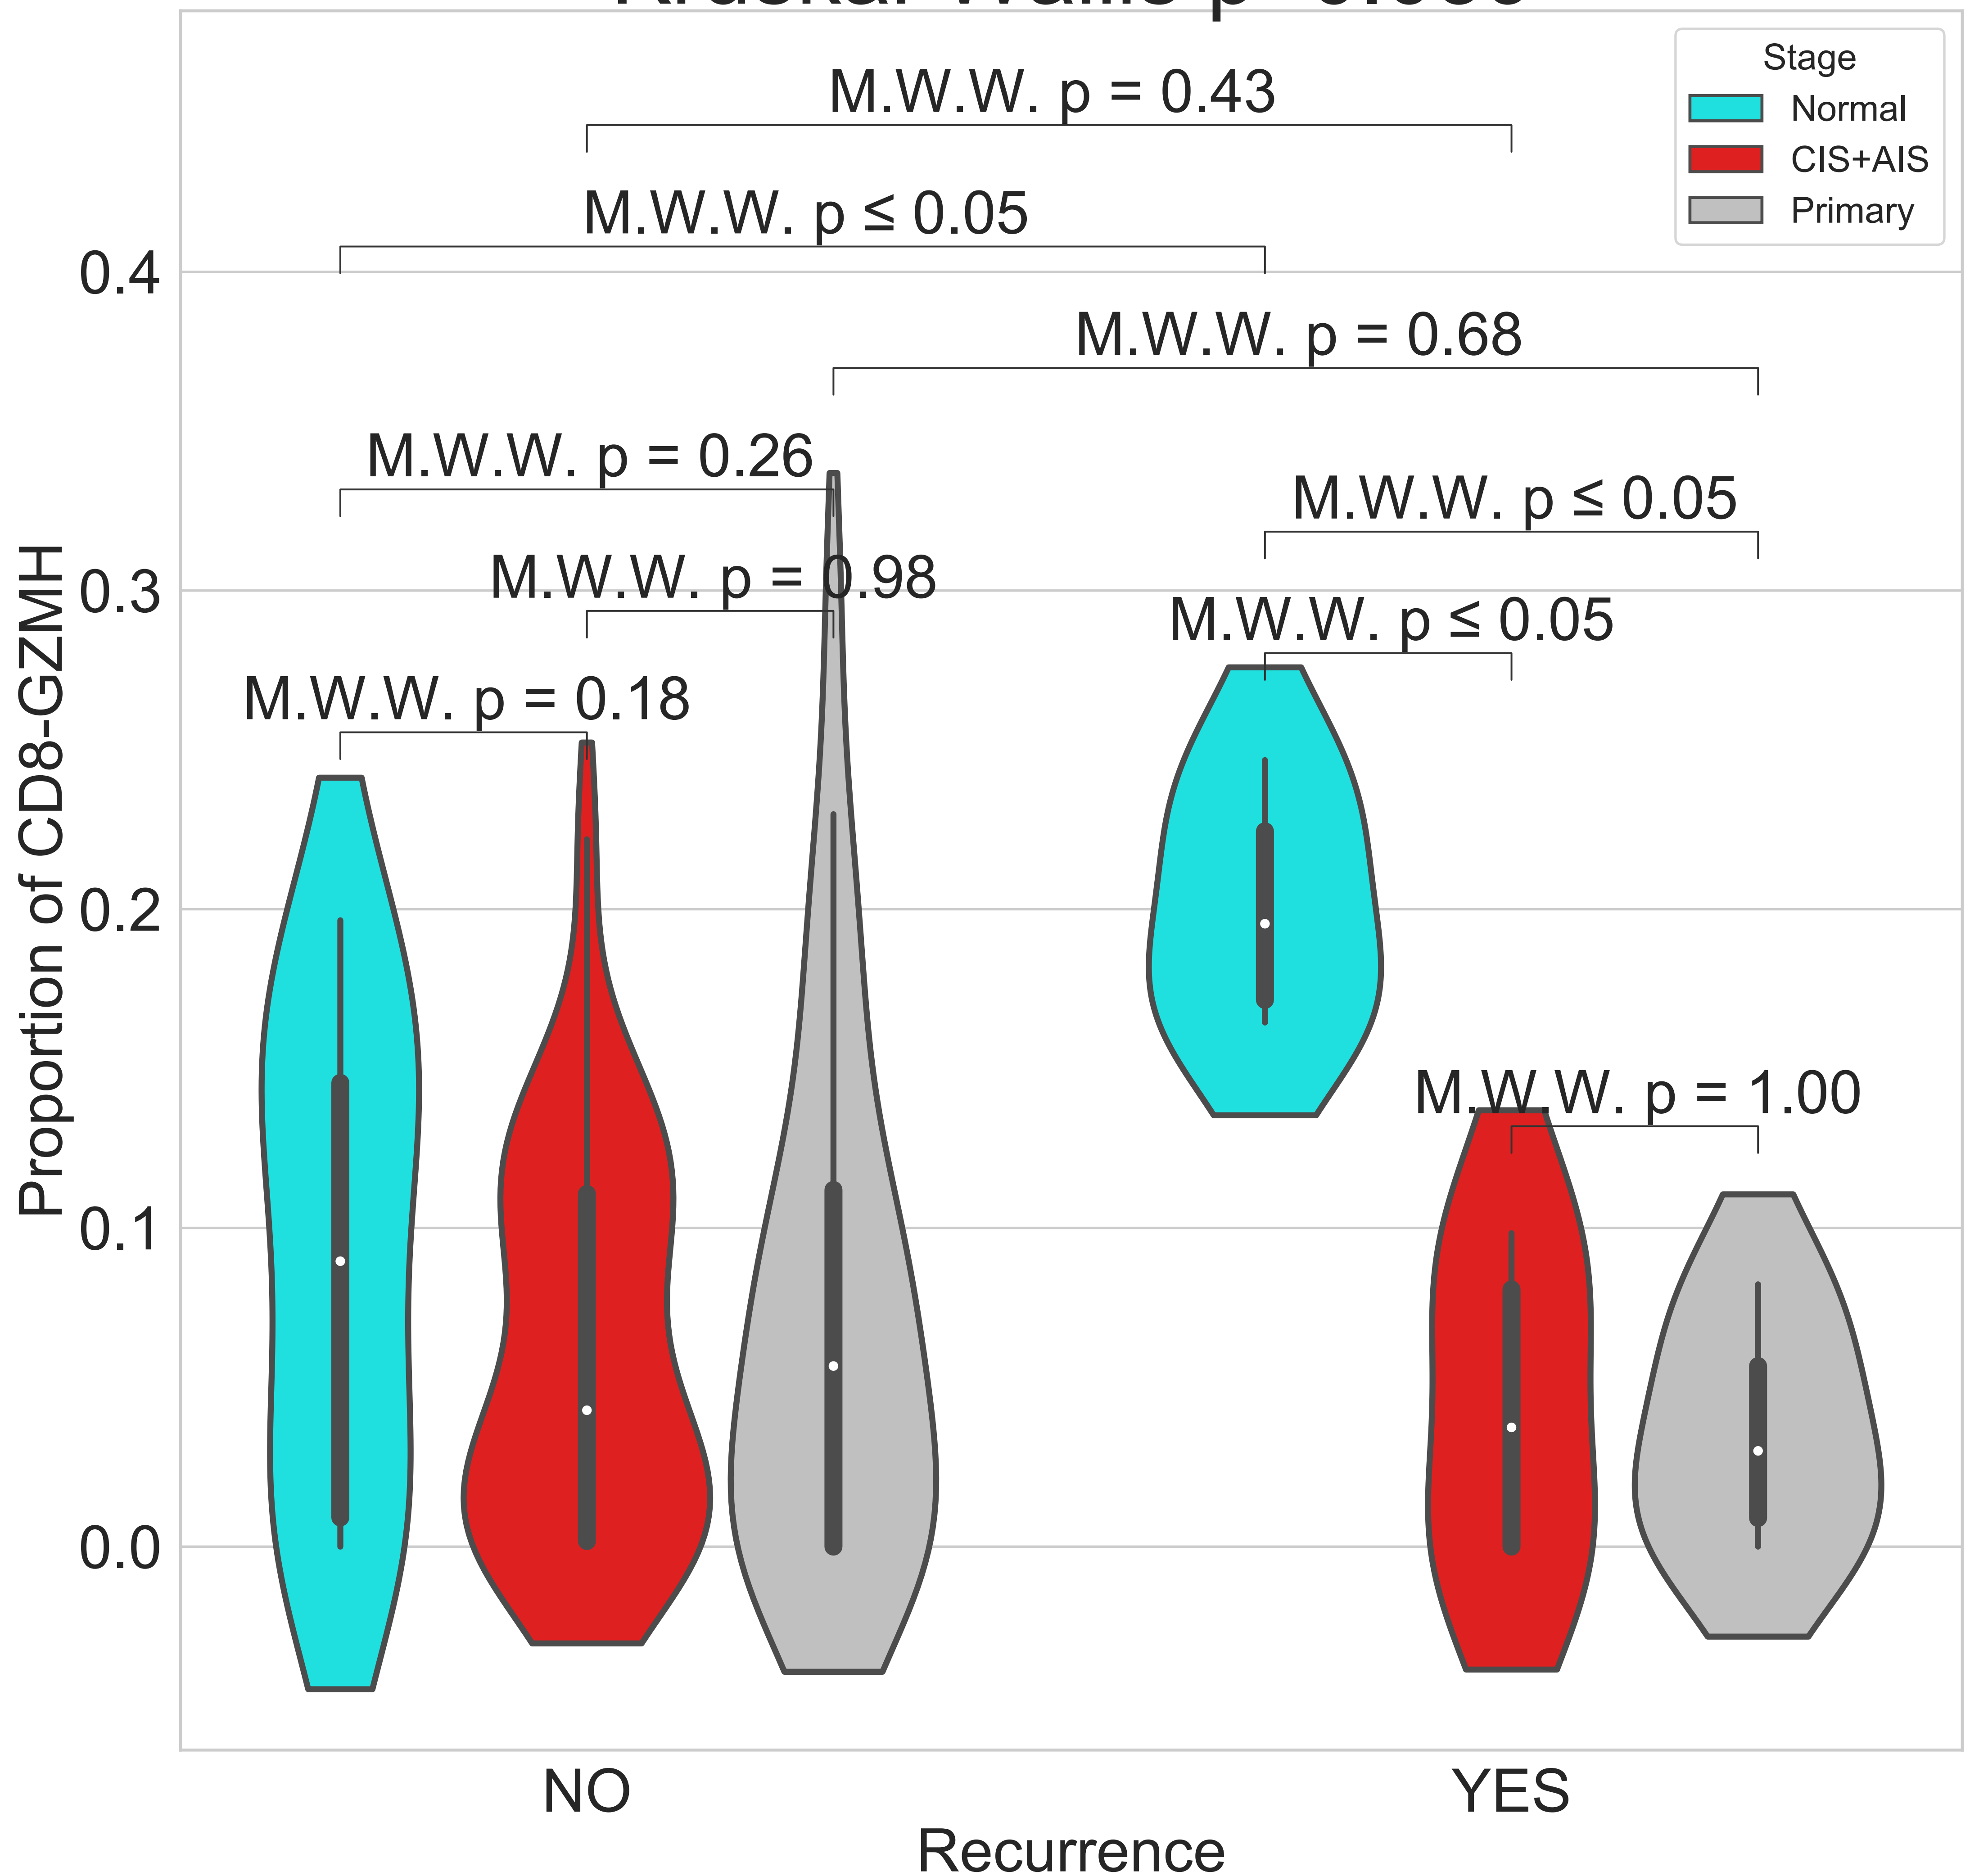 Stage
Normal
CIS+AIS
Primary
M.W.W. p = 0.43
M.W.W. p ≤ 0.05
M.W.W. p = 0.68
M.W.W. p = 0.26
M.W.W. p ≤ 0.05
M.W.W. p = 0.98
M.W.W. p ≤ 0.05
M.W.W. p = 0.18
M.W.W. p = 1.00
0.4
0.3
0.2
0.1
0.0
Proportion of CD8-GZMH
NO
YES
Recurrence